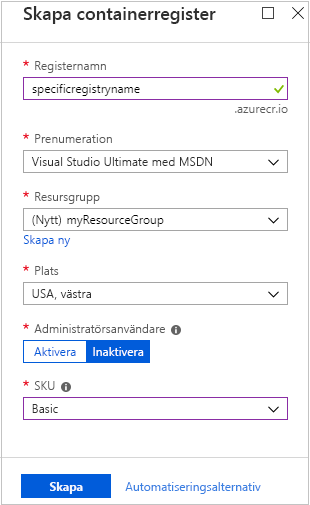 Skapa containerregister
* Registernamn
specificregistryname
.azurecr.io
* Prenumeration
Visual Studio Ultimate med MSDN
* Resursgrupp
(Nytt) myResourceGroup
Skapa ny
* Plats
USA, västra
* Administratörsanvändare
Aktivera Inaktivera
* SKU
Basic
Skapa Automatiseringsalternativ